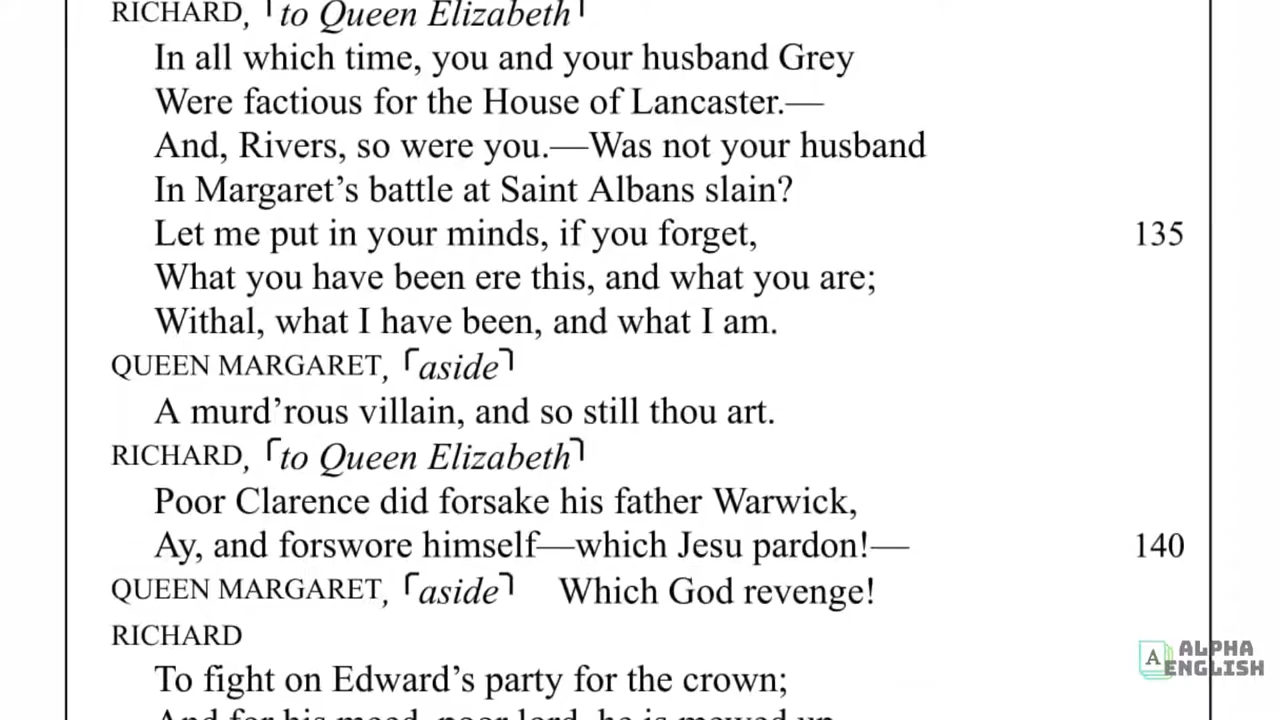 RICHARD, ⌜to Queen Elizabeth⌝
In all which time, you and your husband Grey
Were factious for the House of Lancaster.—
And, Rivers, so were you.—Was not your husband
In Margaret’s battle at Saint Albans slain?
Let me put in your minds, if you forget, 135
What you have been ere this, and what you are;
Withal, what I have been, and what I am.
QUEEN MARGARET, ⌜aside⌝
A murd’rous villain, and so still thou art.
RICHARD, ⌜to Queen Elizabeth⌝
Poor Clarence did forsake his father Warwick,
Ay, and forswore himself—which Jesu pardon!— 140
QUEEN MARGARET, ⌜aside⌝ Which God revenge!
RICHARD
To fight on Edward’s party for the crown;
And for his meed, poor lord, he is mewed up.
A ALPHA
ENGLISH